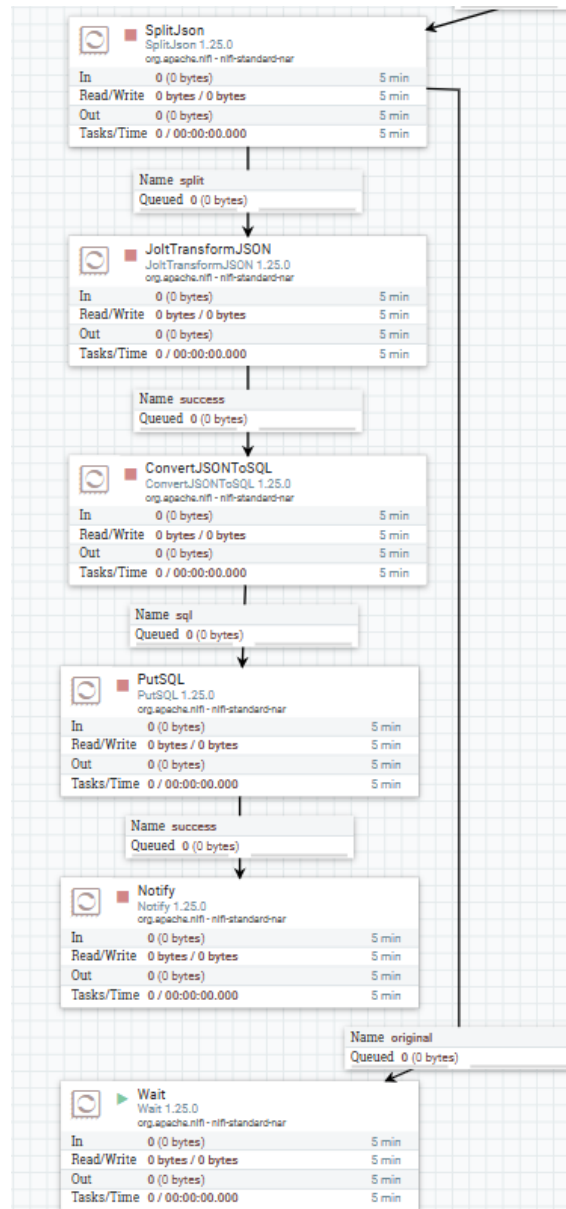 SplitJson
SplitJson 1.25.0
org.apache.nifi - nifi-standard-nar
In 0 (0 bytes) 5 min
Read/Write 0 bytes / 0 bytes 5 min
Out 0 (0 bytes) 5 min
Tasks/Time 0 / 00:00:00.000 5 min
Name split
Queued 0 (0 bytes)
JoltTransformJSON
JoltTransformJSON 1.25.0
org.apache.nifi - nifi-standard-nar
In 0 (0 bytes) 5 min
Read/Write 0 bytes / 0 bytes 5 min
Out 0 (0 bytes) 5 min
Tasks/Time 0 / 00:00:00.000 5 min
Name success
Queued 0 (0 bytes)
ConvertJSONToSQL
ConvertJSONToSQL 1.25.0
org.apache.nifi - nifi-standard-nar
In 0 (0 bytes) 5 min
Read/Write 0 bytes / 0 bytes 5 min
Out 0 (0 bytes) 5 min
Tasks/Time 0 / 00:00:00.000 5 min
Name sql
Queued 0 (0 bytes)
PutSQL
PutSQL 1.25.0
org.apache.nifi - nifi-standard-nar
In 0 (0 bytes) 5 min
Read/Write 0 bytes / 0 bytes 5 min
Out 0 (0 bytes) 5 min
Tasks/Time 0 / 00:00:00.000 5 min
Name success
Queued 0 (0 bytes)
Notify
Notify 1.25.0
org.apache.nifi - nifi-standard-nar
In 0 (0 bytes) 5 min
Read/Write 0 bytes / 0 bytes 5 min
Out 0 (0 bytes) 5 min
Tasks/Time 0 / 00:00:00.000 5 min
Name original
Queued 0 (0 bytes)
Wait
Wait 1.25.0
org.apache.nifi - nifi-standard-nar
In 0 (0 bytes) 5 min
Read/Write 0 bytes / 0 bytes 5 min
Out 0 (0 bytes) 5 min
Tasks/Time 0 / 00:00:00.000 5 min